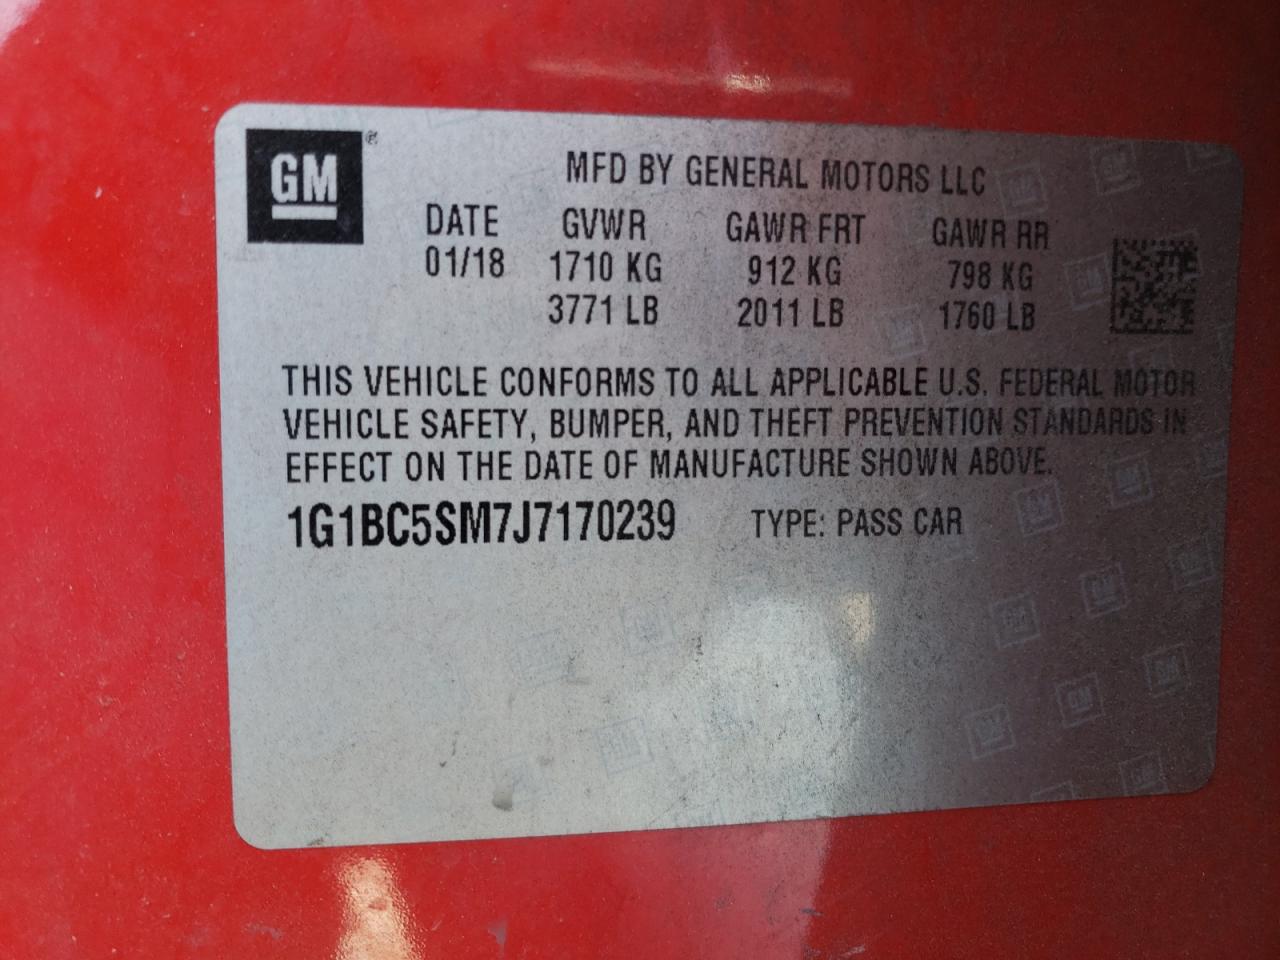 GM ®
MFD BY GENERAL MOTORS LLC
DATE GVWR GAWR FRT GAWR RR
01/18 1710 KG 912 KG 798 KG
3771 LB 2011 LB 1760 LB
THIS VEHICLE CONFORMS TO ALL APPLICABLE U.S. FEDERAL MOTOR
VEHICLE SAFETY, BUMPER, AND THEFT PREVENTION STANDARDS IN
EFFECT ON THE DATE OF MANUFACTURE SHOWN ABOVE.
1G1BC5SM7J7170239 TYPE: PASS CAR